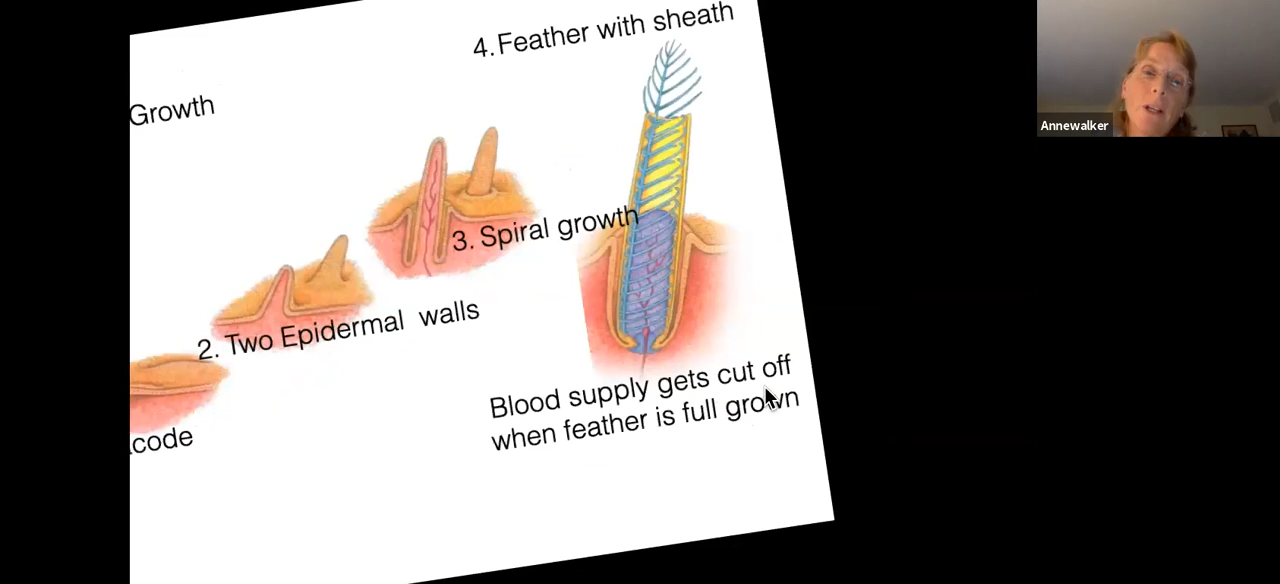 4. Feather with sheath
Growth
3. Spiral growth
2. Two Epidermal walls
Blood supply gets cut off
when feather is full grown
code
Annewalker